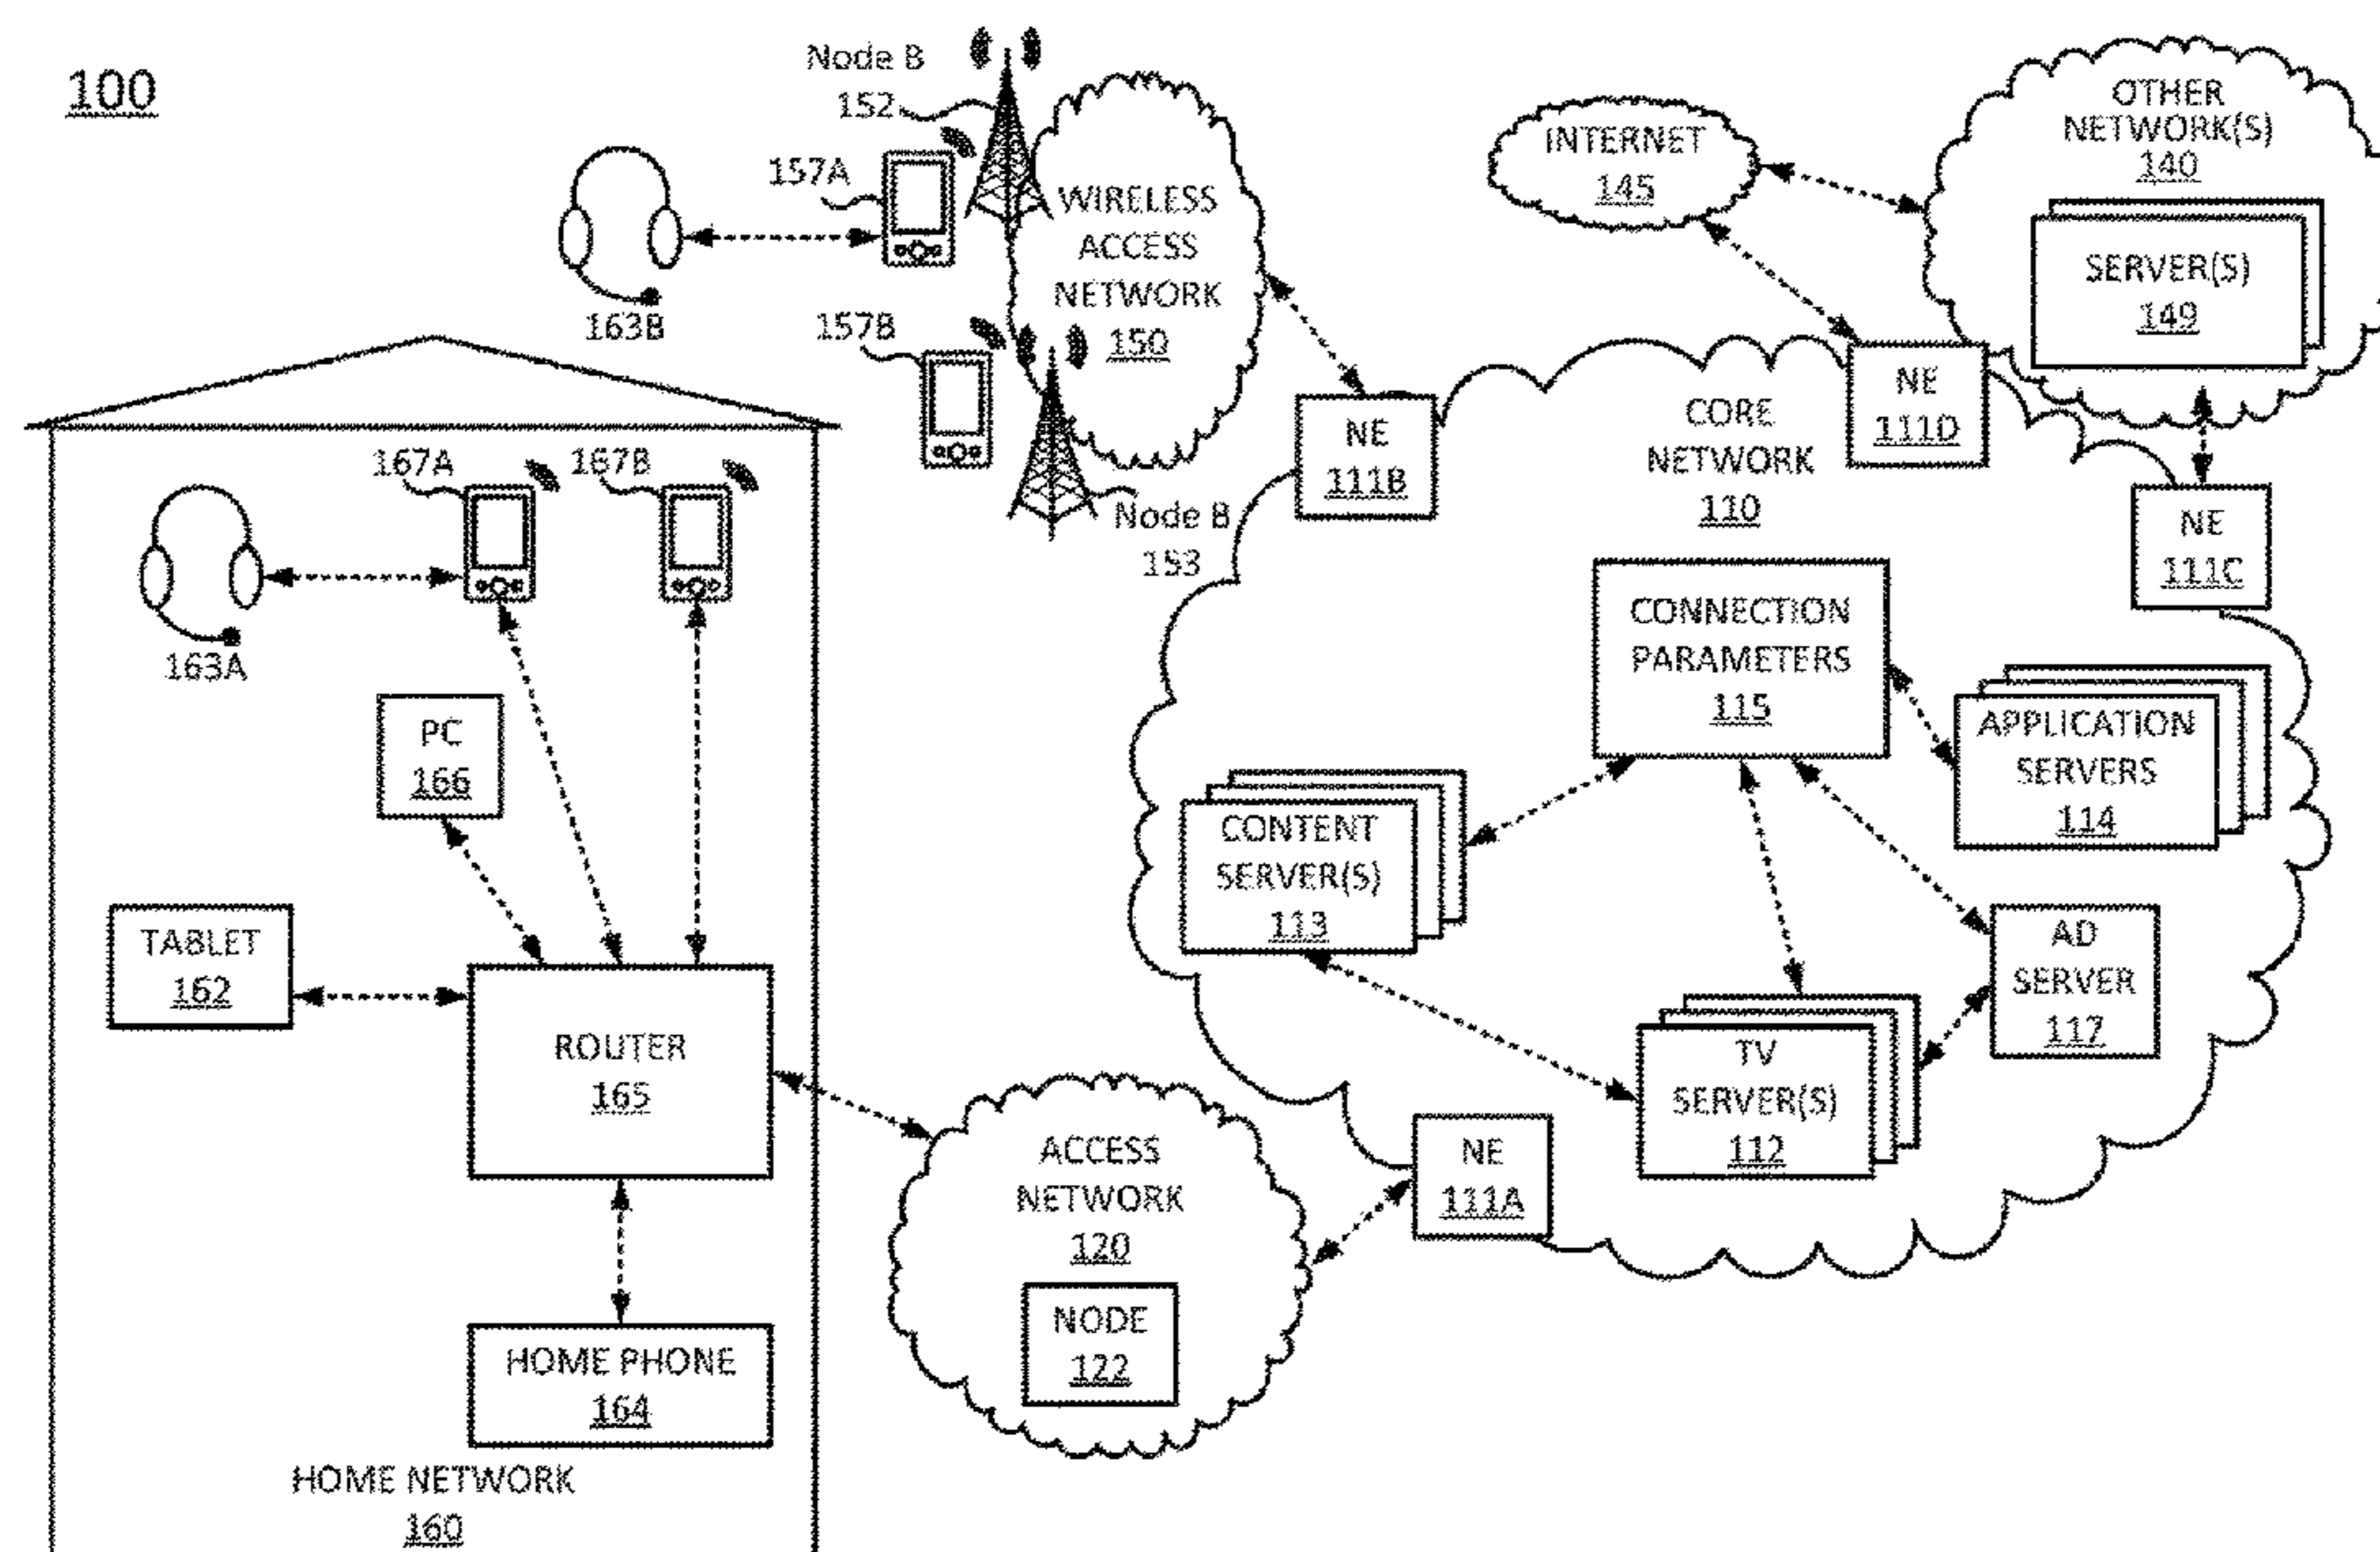 100
Node B
152
157A
163B
157B
WIRELESS
ACCESS
NETWORK
150
Node B
153
INTERNET
145
OTHER
NETWORK(S)
140
SERVER(S)
149
NE
111B
CORE
NETWORK
110
NE
111D
NE
111C
CONNECTION
PARAMETERS
115
APPLICATION
SERVERS
114
CONTENT
SERVER(S)
113
AD
SERVER
117
TV
SERVER(S)
112
NE
111A
ACCESS
NETWORK
120
NODE
122
167A
167B
163A
PC
166
TABLET
162
ROUTER
165
HOME PHONE
164
HOME NETWORK
160